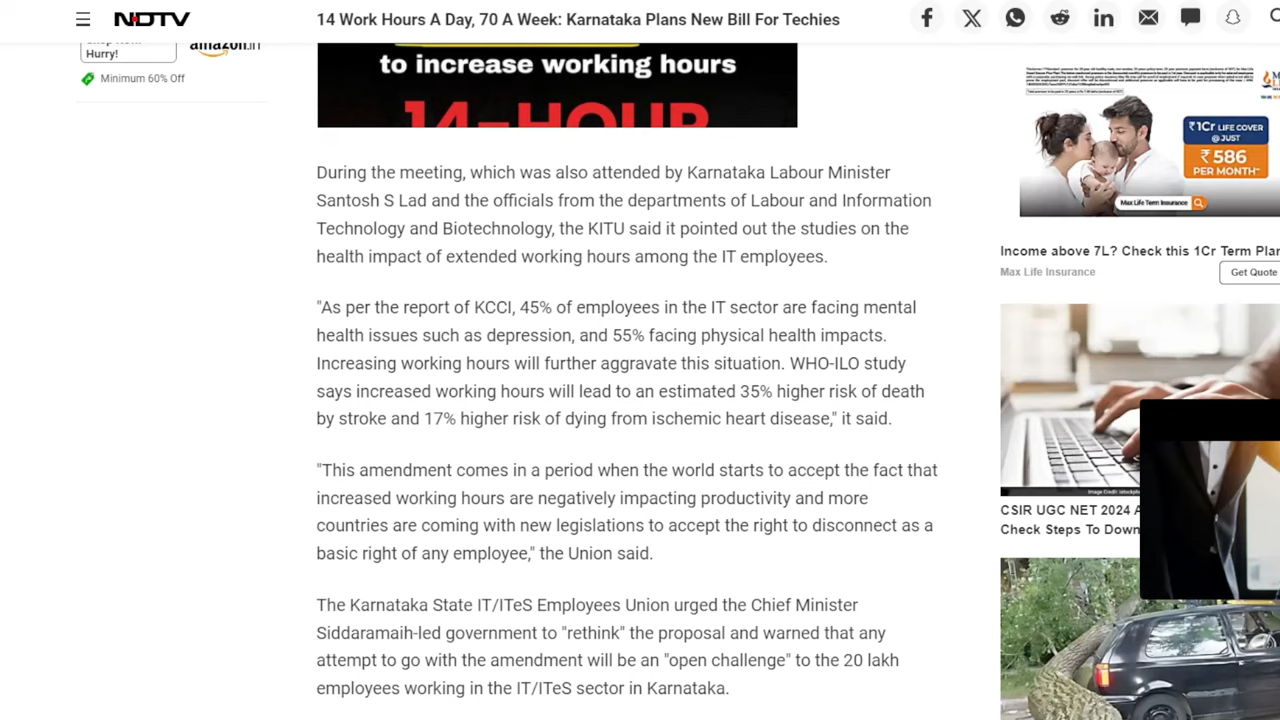 NDTV
14 Work Hours A Day, 70 A Week: Karnataka Plans New Bill For Techies
Hurry!
amazon.in
Minimum 60% Off
to increase working hours
14-HOUR
During the meeting, which was also attended by Karnataka Labour Minister
Santosh S Lad and the officials from the departments of Labour and Information
Technology and Biotechnology, the KITU said it pointed out the studies on the
health impact of extended working hours among the IT employees.
"As per the report of KCCI, 45% of employees in the IT sector are facing mental
health issues such as depression, and 55% facing physical health impacts.
Increasing working hours will further aggravate this situation. WHO-ILO study
says increased working hours will lead to an estimated 35% higher risk of death
by stroke and 17% higher risk of dying from ischemic heart disease," it said.
"This amendment comes in a period when the world starts to accept the fact that
increased working hours are negatively impacting productivity and more
countries are coming with new legislations to accept the right to disconnect as a
basic right of any employee," the Union said.
The Karnataka State IT/ITeS Employees Union urged the Chief Minister
Siddaramaih-led government to "rethink" the proposal and warned that any
attempt to go with the amendment will be an "open challenge" to the 20 lakh
employees working in the IT/ITeS sector in Karnataka.
₹1Cr LIFE COVER
@ JUST
₹586
PER MONTH
Max Life Term Insurance
Income above 7L? Check this 1Cr Term Plan
Max Life Insurance
Get Quote
CSIR UGC NET 2024 A
Check Steps To Down